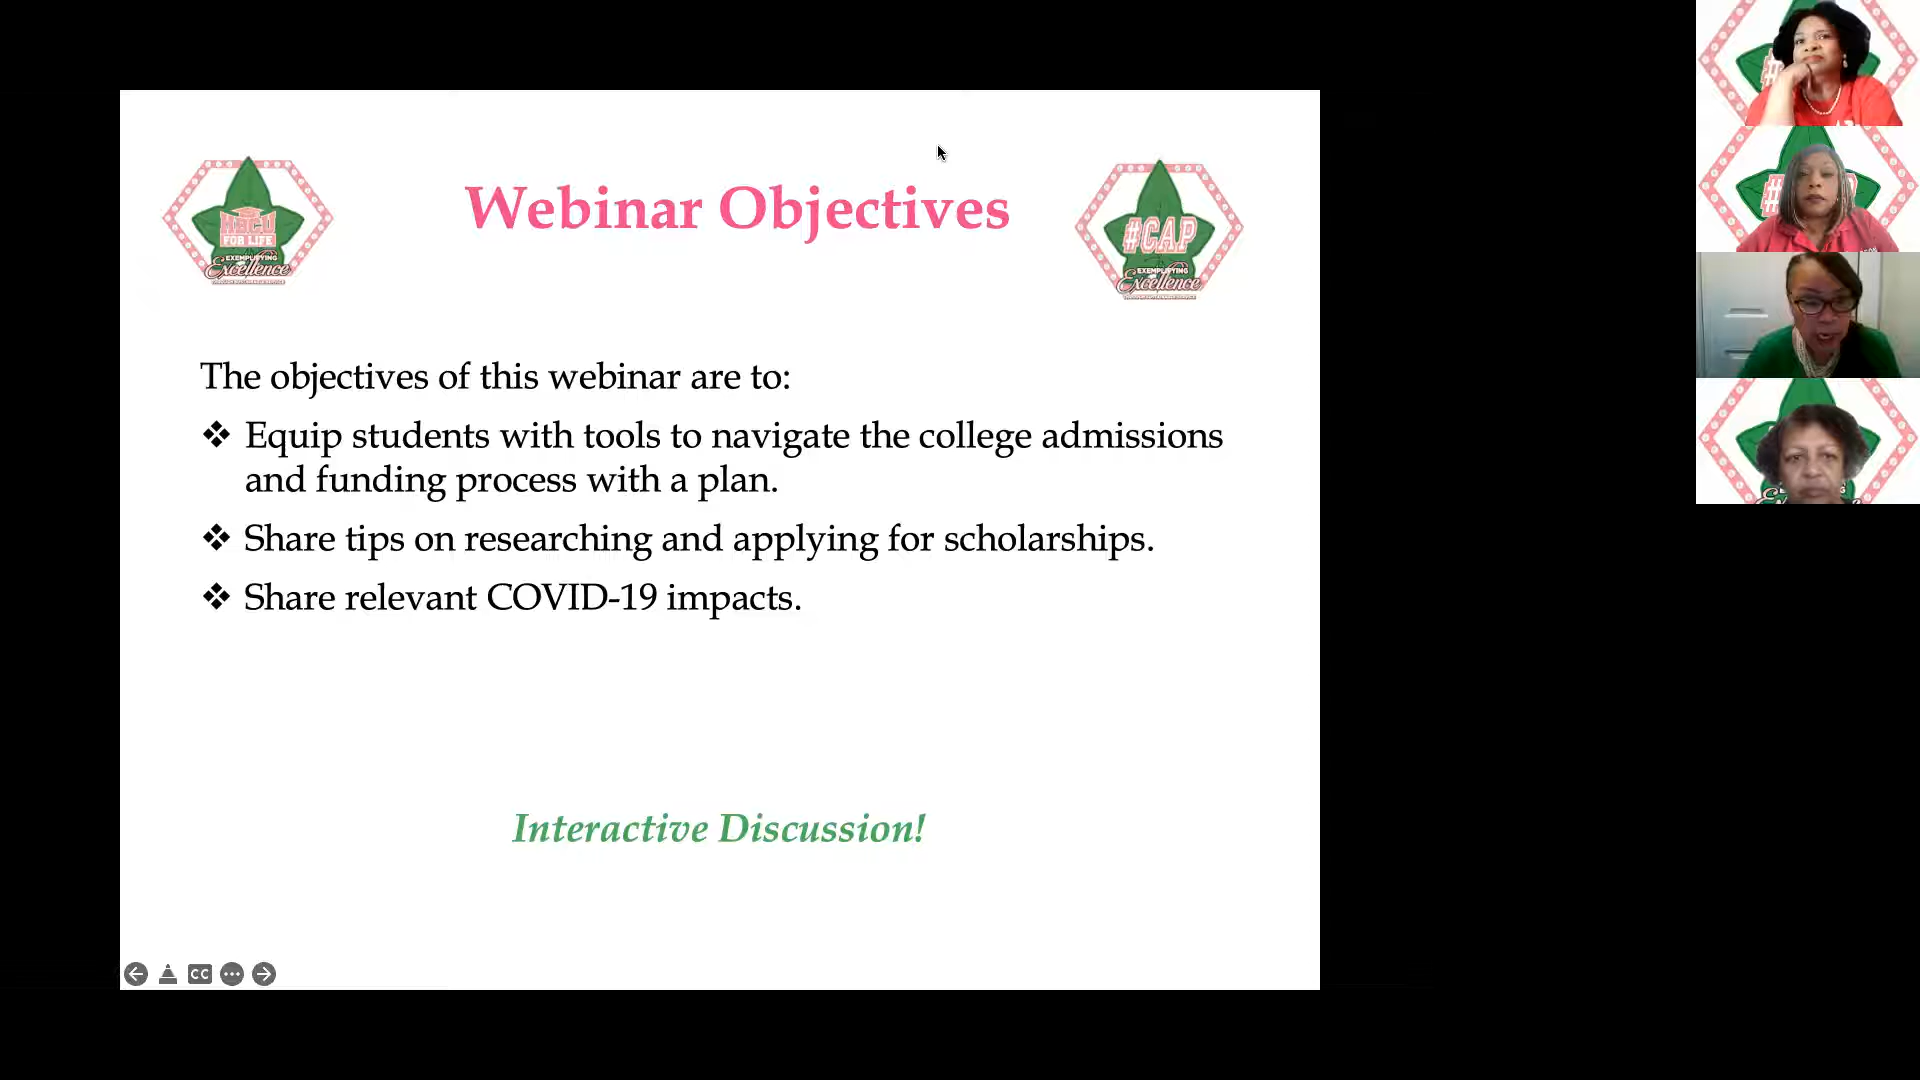 Webinar Objectives
HBCU
FOR LIFE
EXEMPLIFYING
Excellence
#CAP
EXEMPLIFYING
Excellence
The objectives of this webinar are to:
❖ Equip students with tools to navigate the college admissions
and funding process with a plan.
❖ Share tips on researching and applying for scholarships.
❖ Share relevant COVID-19 impacts.
Interactive Discussion!
CC